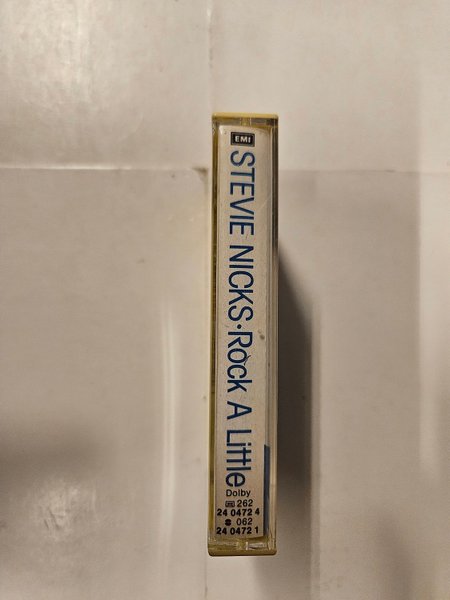 EMI
STEVIE NICKS·Rock A Little
Dolby
262
24 0472 4
062
24 0472 1